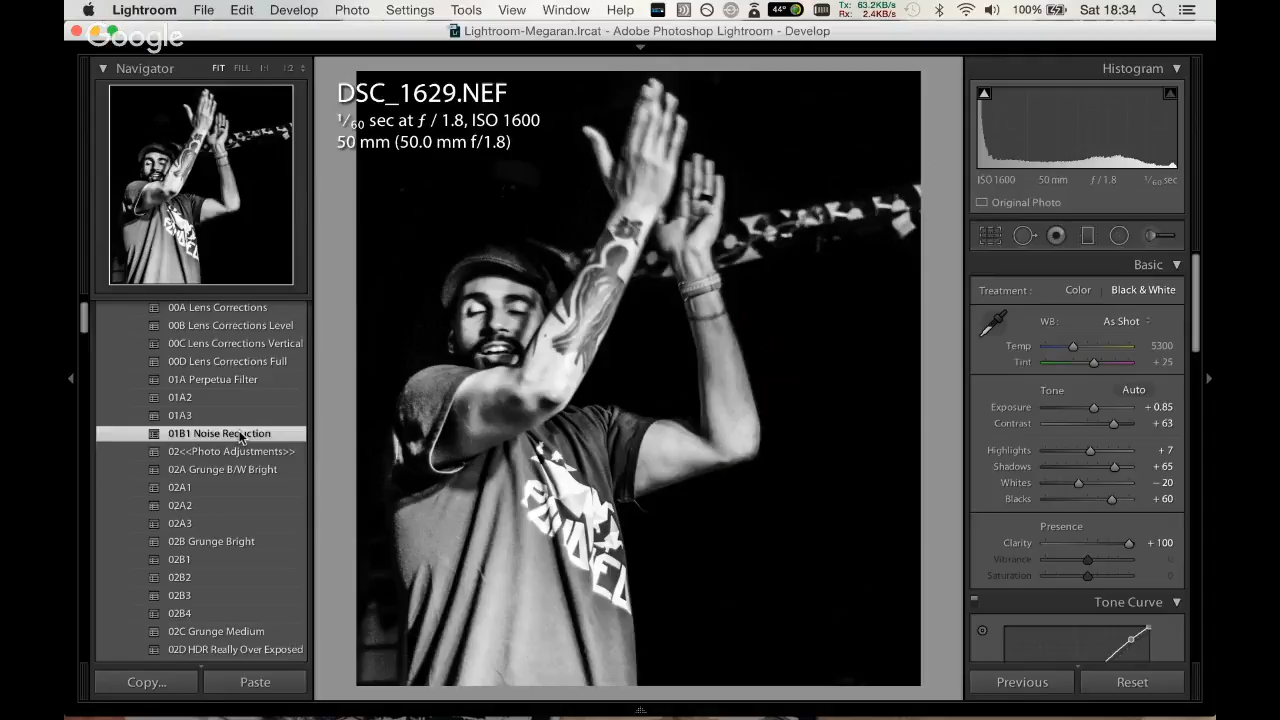 Lightroom File Edit Develop Photo Settings Tools View Window Help 44° Tx: 63.2KB/s Rx: 2.4KB/s 100% Sat 18:34
Google
Lightroom-Megaran.lrcat - Adobe Photoshop Lightroom - Develop
Navigator FIT FILL 1:1 1:2
00A Lens Corrections
00B Lens Corrections Level
00C Lens Corrections Vertical
00D Lens Corrections Full
01A Perpetua Filter
01A2
01A3
01B1 Noise Reduction
02<<Photo Adjustments>>
02A Grunge B/W Bright
02A1
02A2
02A3
02B Grunge Bright
02B1
02B2
02B3
02B4
02C Grunge Medium
02D HDR Really Over Exposed
Copy... Paste
DSC_1629.NEF
1/60 sec at ƒ / 1.8, ISO 1600
50 mm (50.0 mm f/1.8)
Histogram
ISO 1600 50 mm ƒ / 1.8 1/60 sec
Original Photo
Basic
Treatment : Color Black & White
WB: As Shot
Temp 5300
Tint + 25
Tone Auto
Exposure + 0.85
Contrast + 63
Highlights + 7
Shadows + 65
Whites − 20
Blacks + 60
Presence
Clarity + 100
Vibrance 0
Saturation 0
Tone Curve
Previous Reset